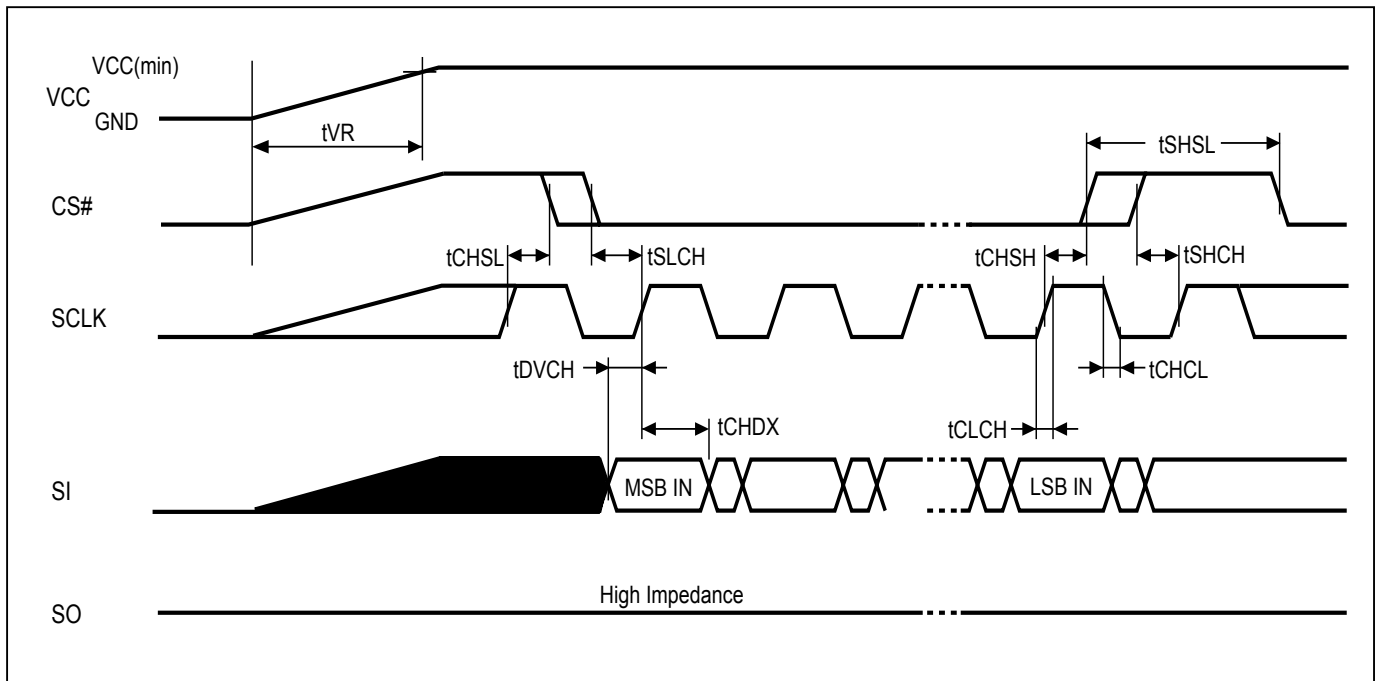 VCC(min)
VCC
GND
tVR
tSHSL
CS#
tCHSL
tSLCH
tCHSH
tSHCH
SCLK
tDVCH
tCHCL
tCHDX
tCLCH
SI
MSB IN
LSB IN
High Impedance
SO